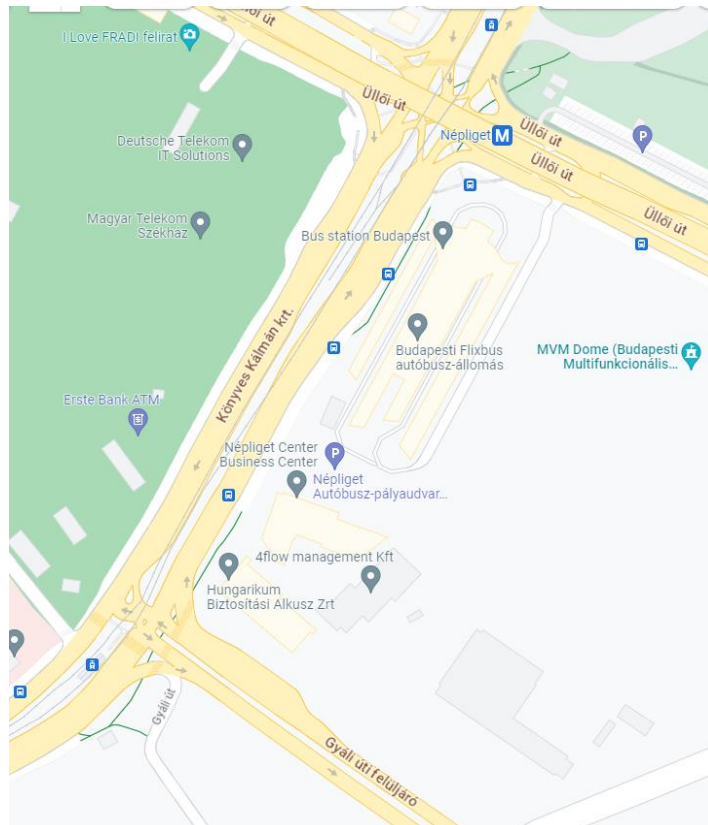 Üllői út
I Love FRADI felirat
Üllői út
Deutsche Telekom
IT Solutions
Népliget
M
Üllői út
Üllői út
P
Üllői út
Magyar Telekom
Székház
Bus station Budapest
Könyves Kálmán krt.
Budapesti Flixbus
autóbusz-állomás
MVM Dome (Budapesti
Multifunkcionális...
Erste Bank ATM
Népliget Center
Business Center
P
Népliget
Autóbusz-pályaudvar...
4flow management Kft
Hungarikum
Biztosítási Alkusz Zrt
Gyáli út
Gyáli úti felüljáró